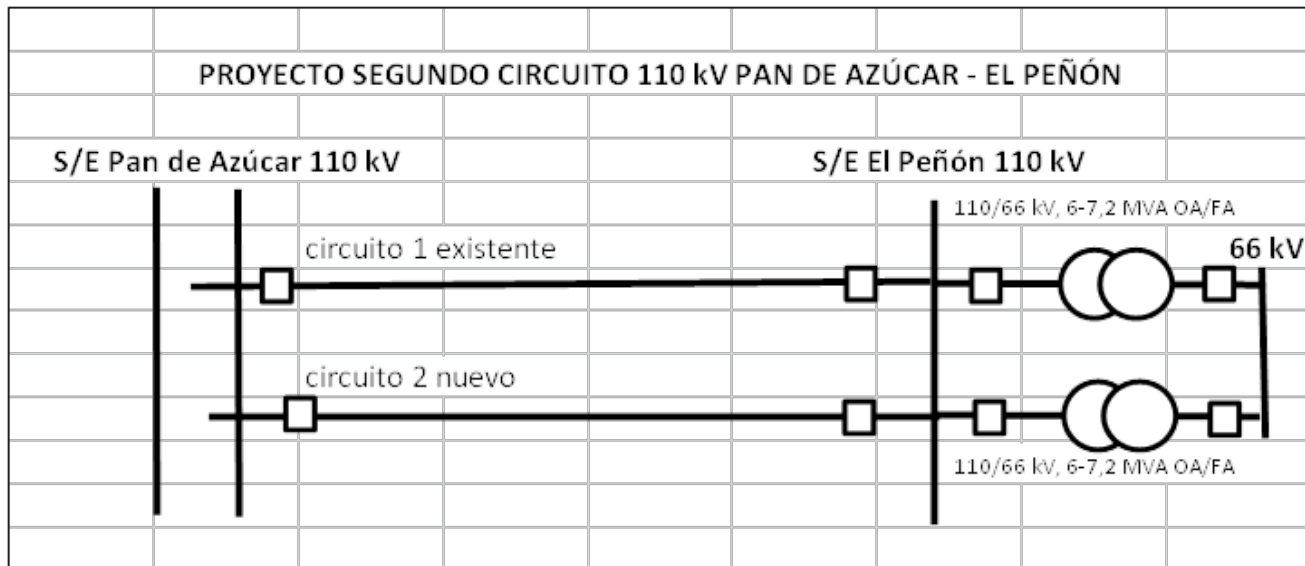 PROYECTO SEGUNDO CIRCUITO 110 kV PAN DE AZÚCAR - EL PEÑÓN
S/E Pan de Azúcar 110 kV
S/E El Peñón 110 kV
110/66 kV, 6-7,2 MVA OA/FA
circuito 1 existente
66 kV
circuito 2 nuevo
110/66 kV, 6-7,2 MVA OA/FA